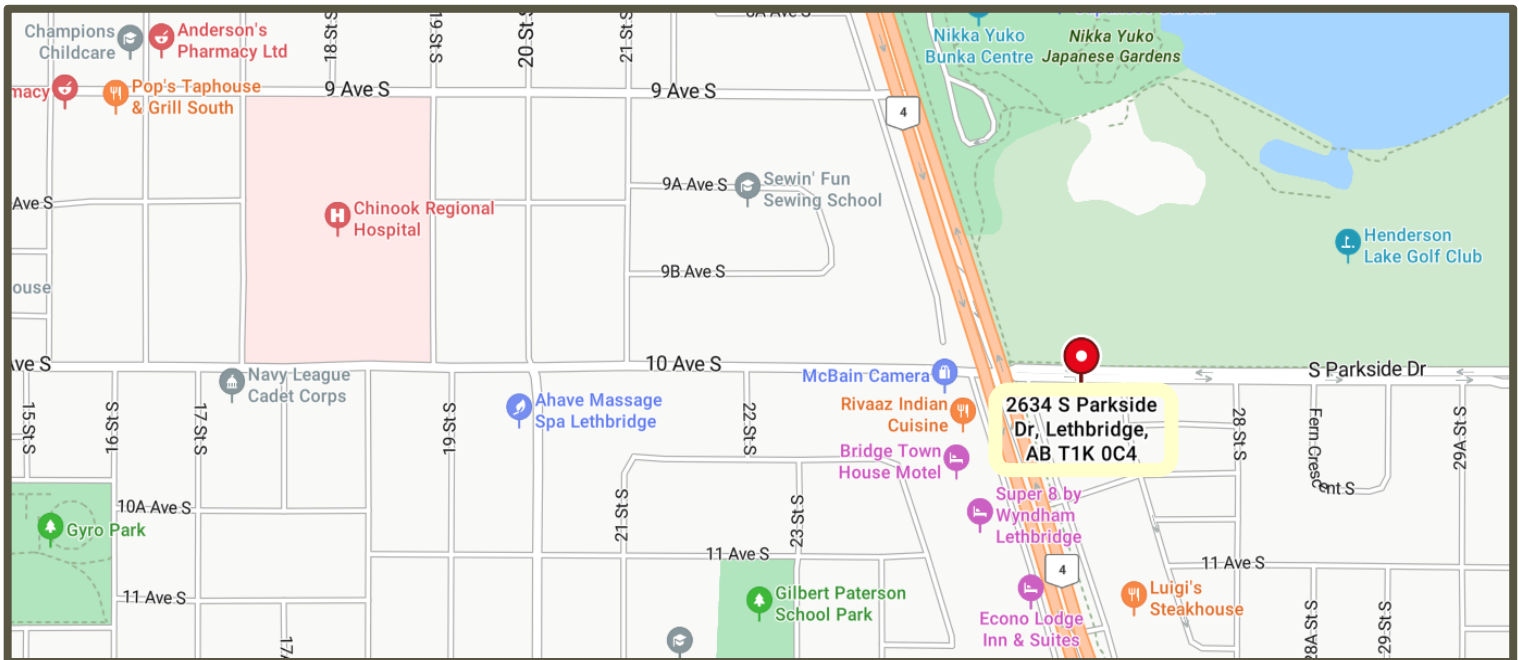 8A Ave S
Champions
Childcare
Anderson's
Pharmacy Ltd
18 St S
19 St S
20 St S
21 St S
Nikka Yuko
Bunka Centre
Nikka Yuko
Japanese Gardens
macy
Pop's Taphouse
& Grill South
9 Ave S
9 Ave S
4
9A Ave S
Sewin' Fun
Sewing School
Ave S
Chinook Regional
Hospital
Henderson
Lake Golf Club
9B Ave S
ouse
Ave S
10 Ave S
S Parkside Dr
Navy League
Cadet Corps
McBain Camera
Ahave Massage
Spa Lethbridge
Rivaaz Indian
Cuisine
2634 S Parkside
Dr, Lethbridge,
AB T1K 0C4
15 St S
16 St S
17 St S
19 St S
22 St S
28 St S
Fern Crescent S
29A St S
Bridge Town
House Motel
Super 8 by
Wyndham
Lethbridge
10A Ave S
Gyro Park
21 St S
23 St S
11 Ave S
11 Ave S
4
11 Ave S
Gilbert Paterson
School Park
Luigi's
Steakhouse
Econo Lodge
Inn & Suites
17
28A St S
29 St S